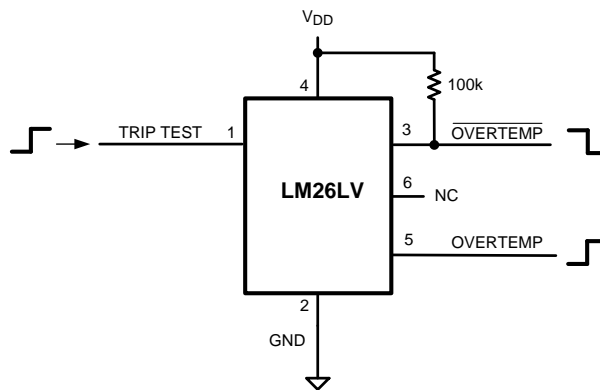 VDD
4
100k
TRIP TEST
1
3
OVERTEMP
LM26LV
6
NC
5
OVERTEMP
2
GND